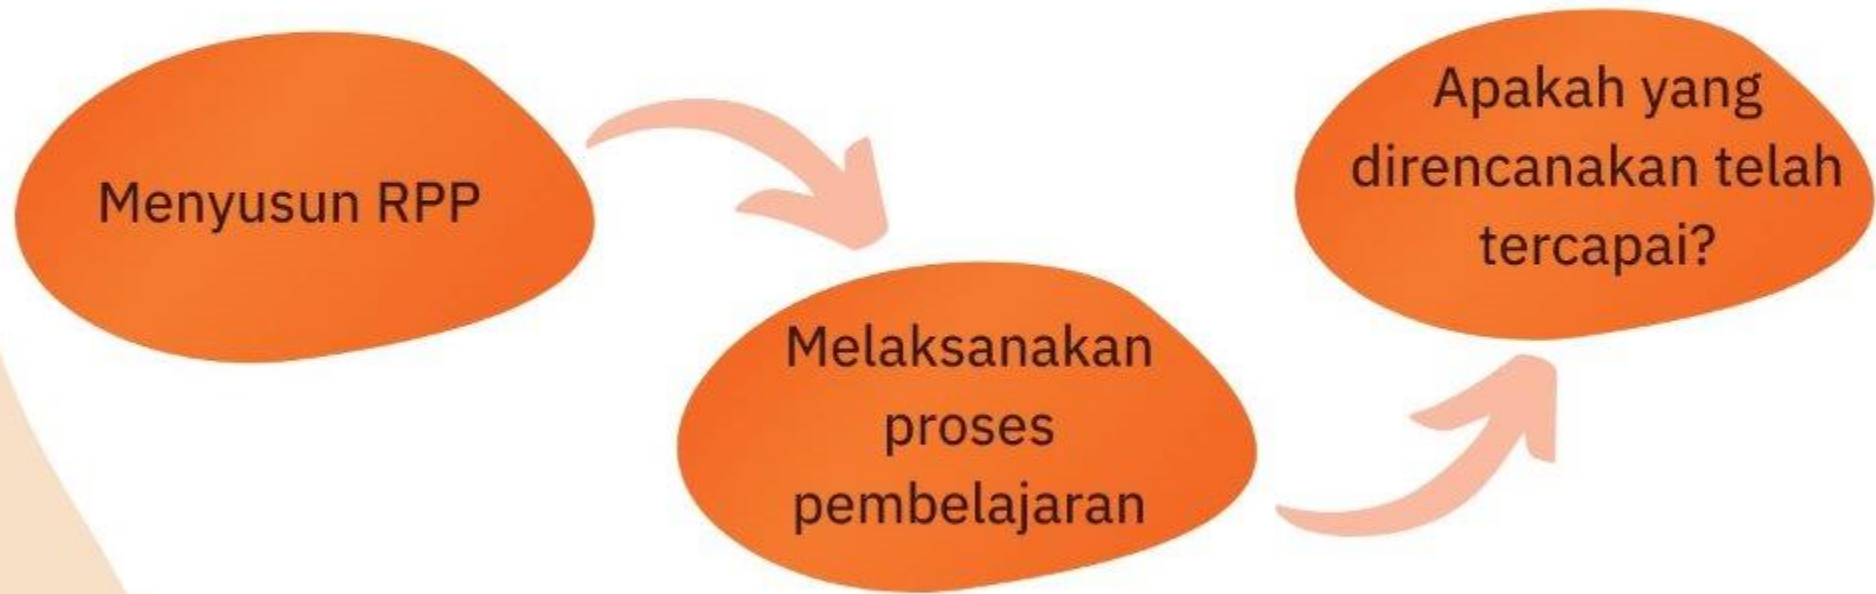 Menyusun RPP
Melaksanakan
proses
pembelajaran
Apakah yang
direncanakan telah
tercapai?